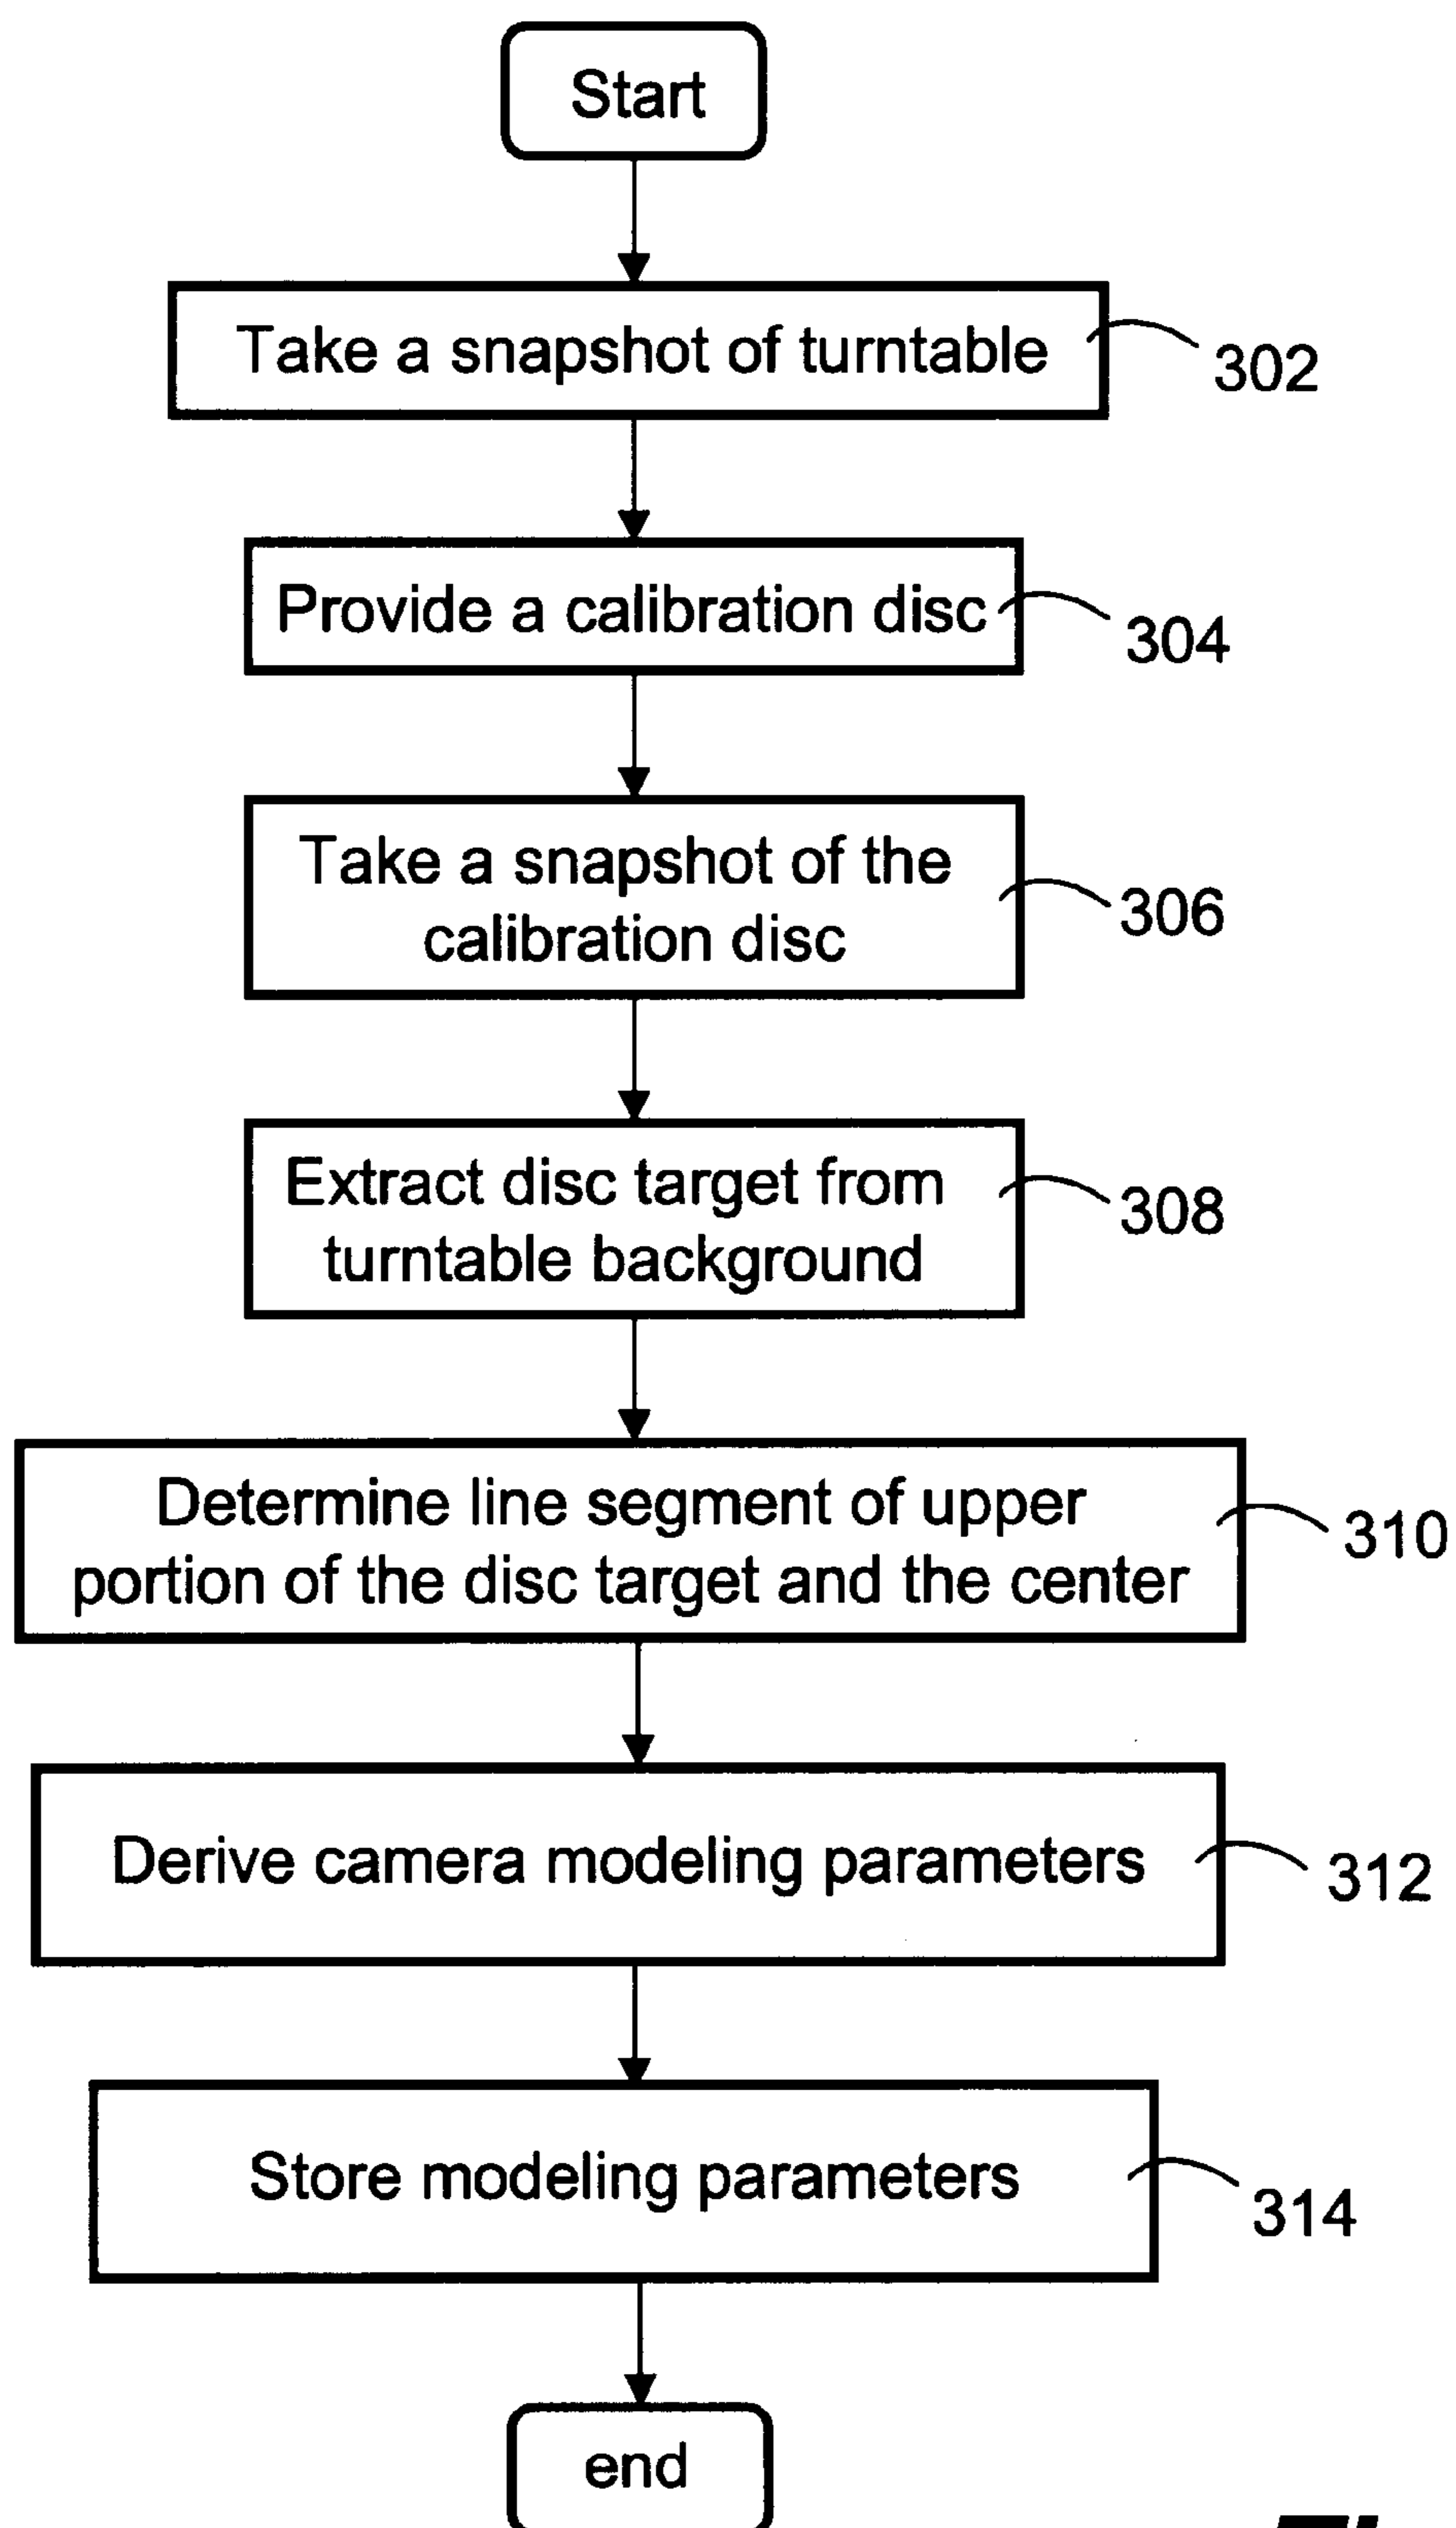 Start
Take a snapshot of turntable
302
Provide a calibration disc
304
Take a snapshot of the
calibration disc
306
Extract disc target from
turntable background
308
Determine line segment of upper
portion of the disc target and the center
310
Derive camera modeling parameters
312
Store modeling parameters
314
end